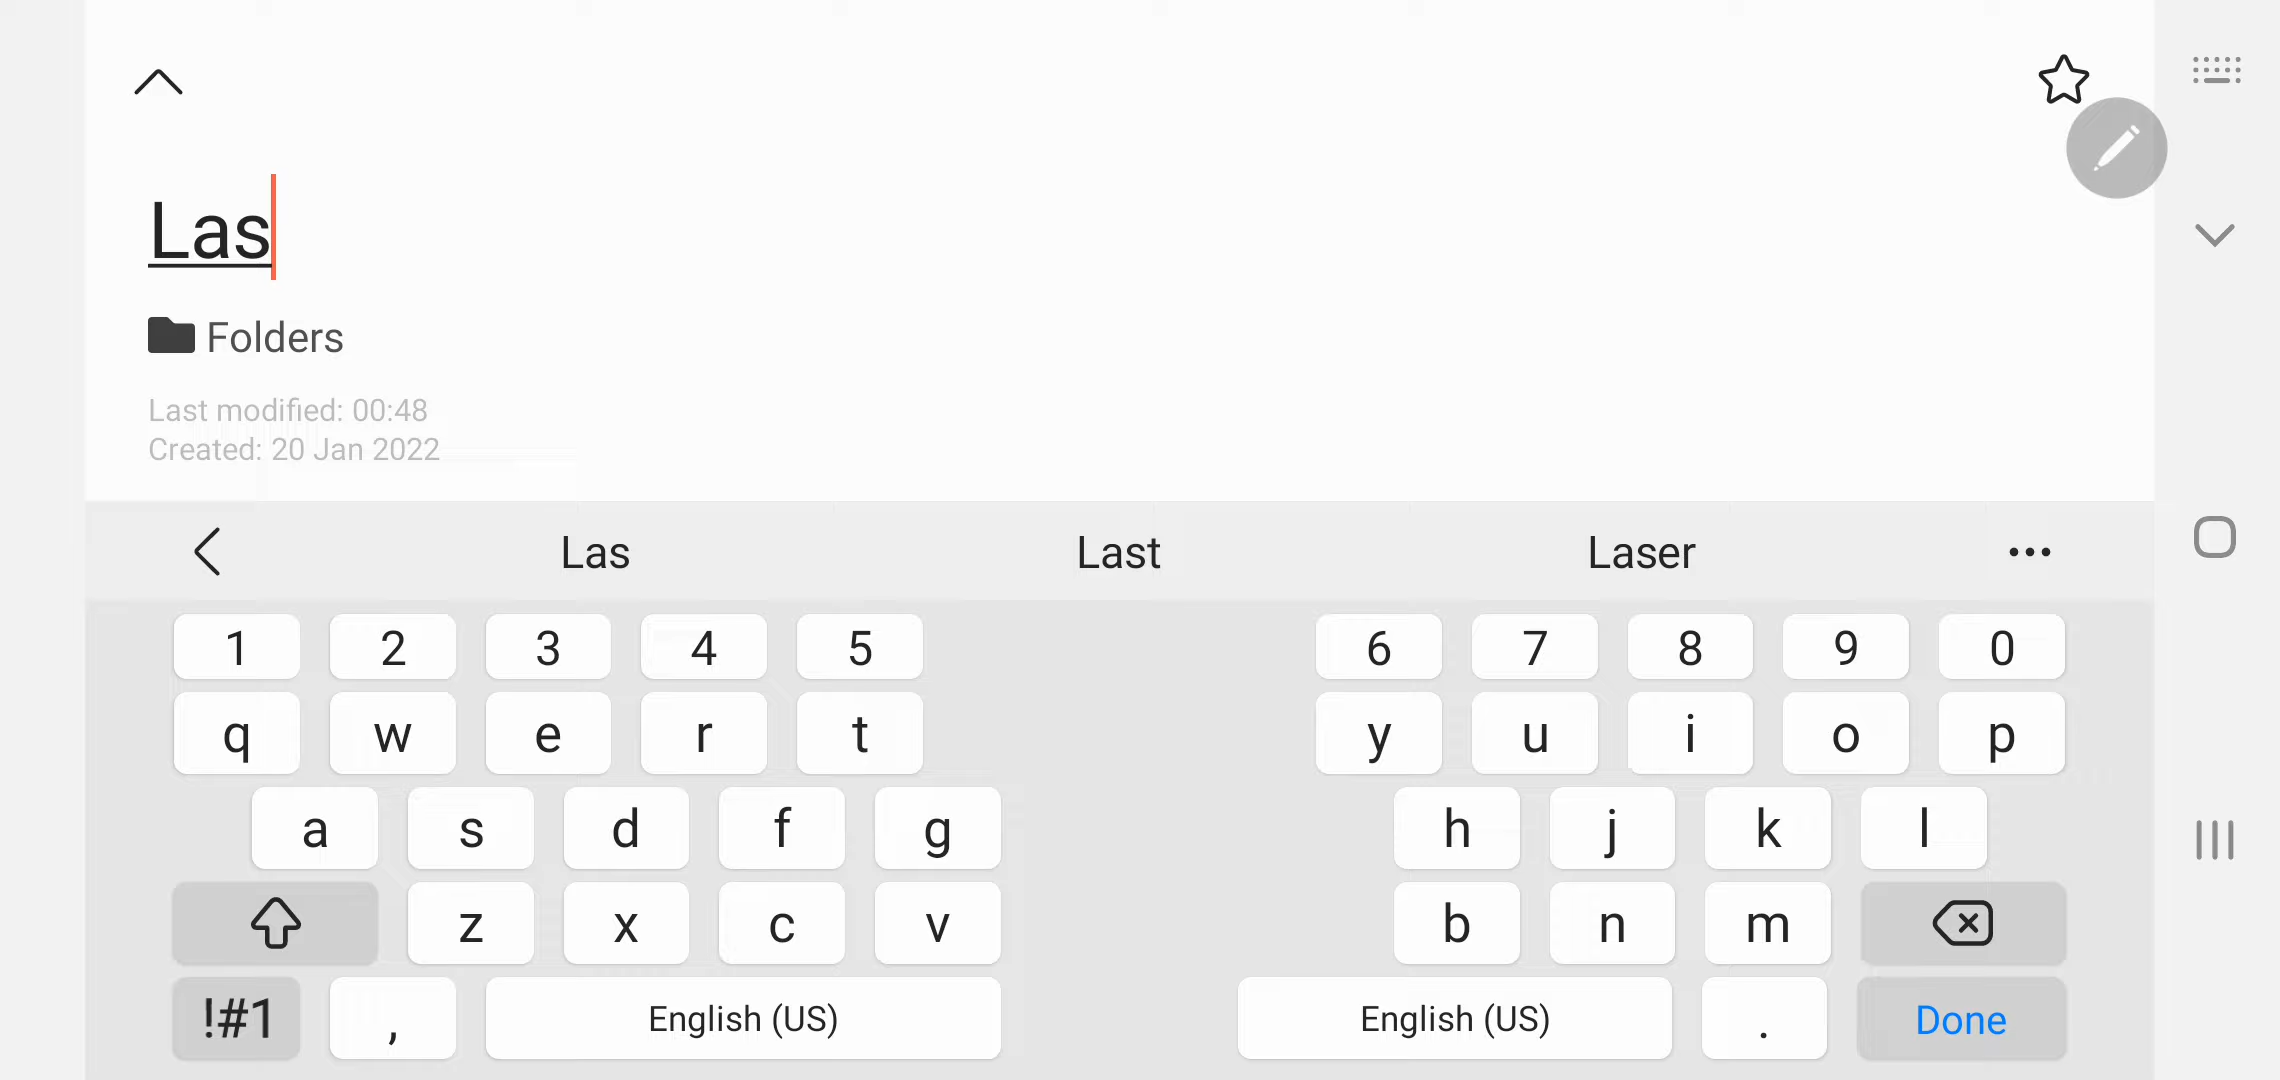 Las
Folders
Last modified: 00:48
Created: 20 Jan 2022
Las Last Laser
1 2 3 4 5 6 7 8 9 0
q w e r t y u i o p
a s d f g h j k l
z x c v b n m
!#1 , English (US) English (US) . Done